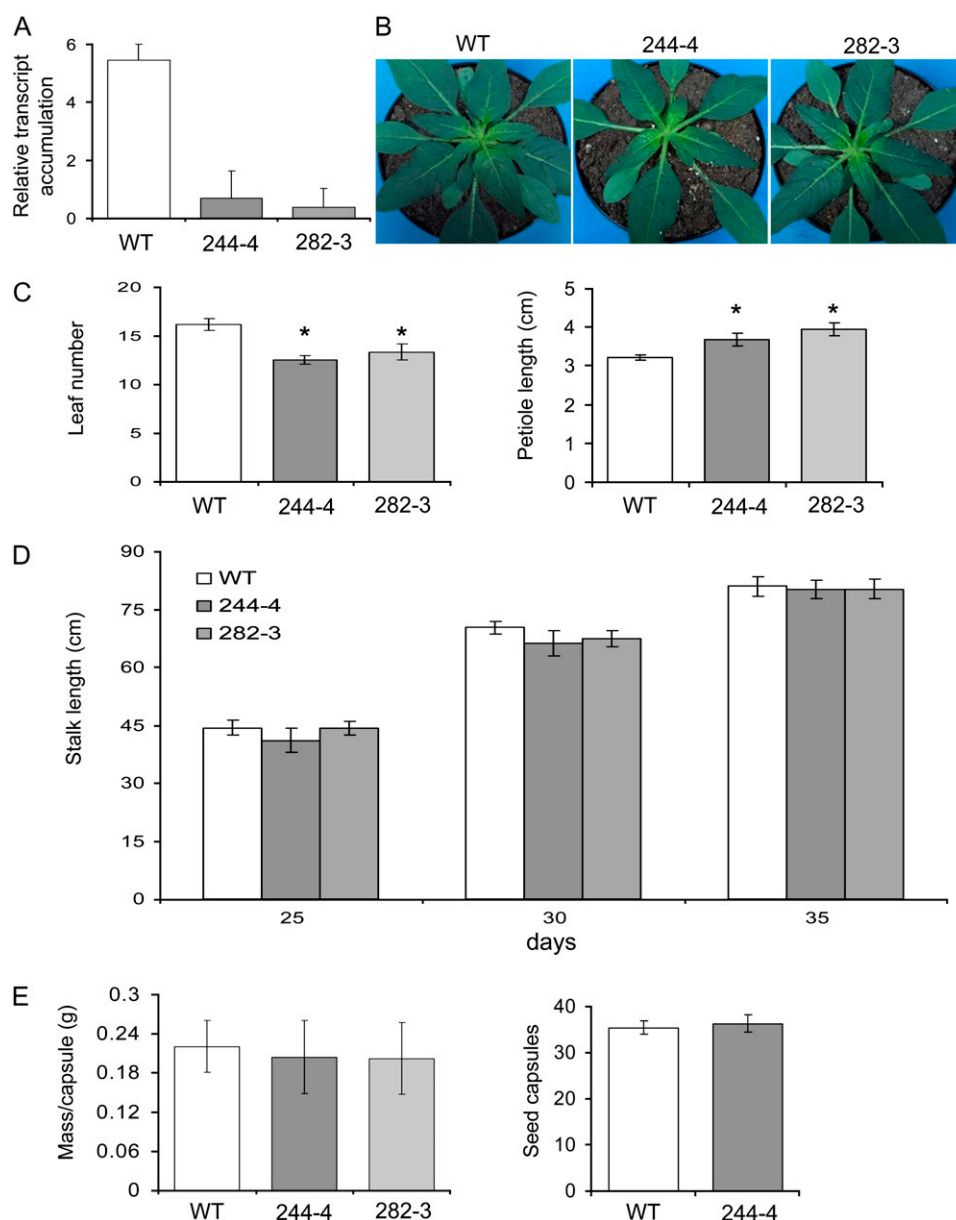 A
Relative transcript
accumulation
6
4
2
0
WT
244-4
282-3
B
WT
244-4
282-3
C
Leaf number
20
15
10
5
0
WT
244-4
282-3
*
*
Petiole length (cm)
5
4
3
2
1
0
WT
244-4
282-3
*
*
D
Stalk length (cm)
90
75
60
45
30
15
0
WT
244-4
282-3
25
30
35
days
E
Mass/capsule (g)
0.3
0.24
0.18
0.12
0.06
0
WT
244-4
282-3
Seed capsules
40
30
20
10
0
WT
244-4